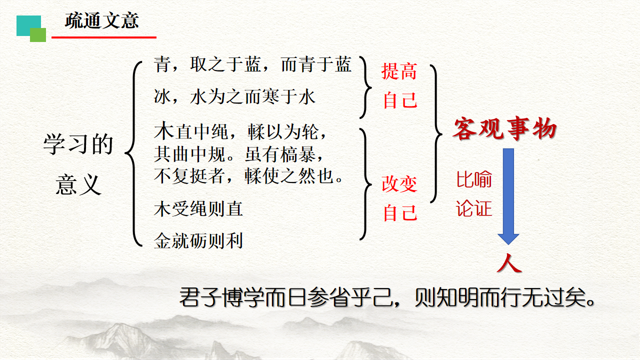 疏通文意
学习的
意义
青，取之于蓝，而青于蓝
冰，水为之而寒于水
木直中绳，輮以为轮，
其曲中规。虽有槁暴，
不复挺者，輮使之然也。
木受绳则直
金就砺则利
提高
自己
改变
自己
客观事物
比喻
论证
人
君子博学而日参省乎己，则知明而行无过矣。